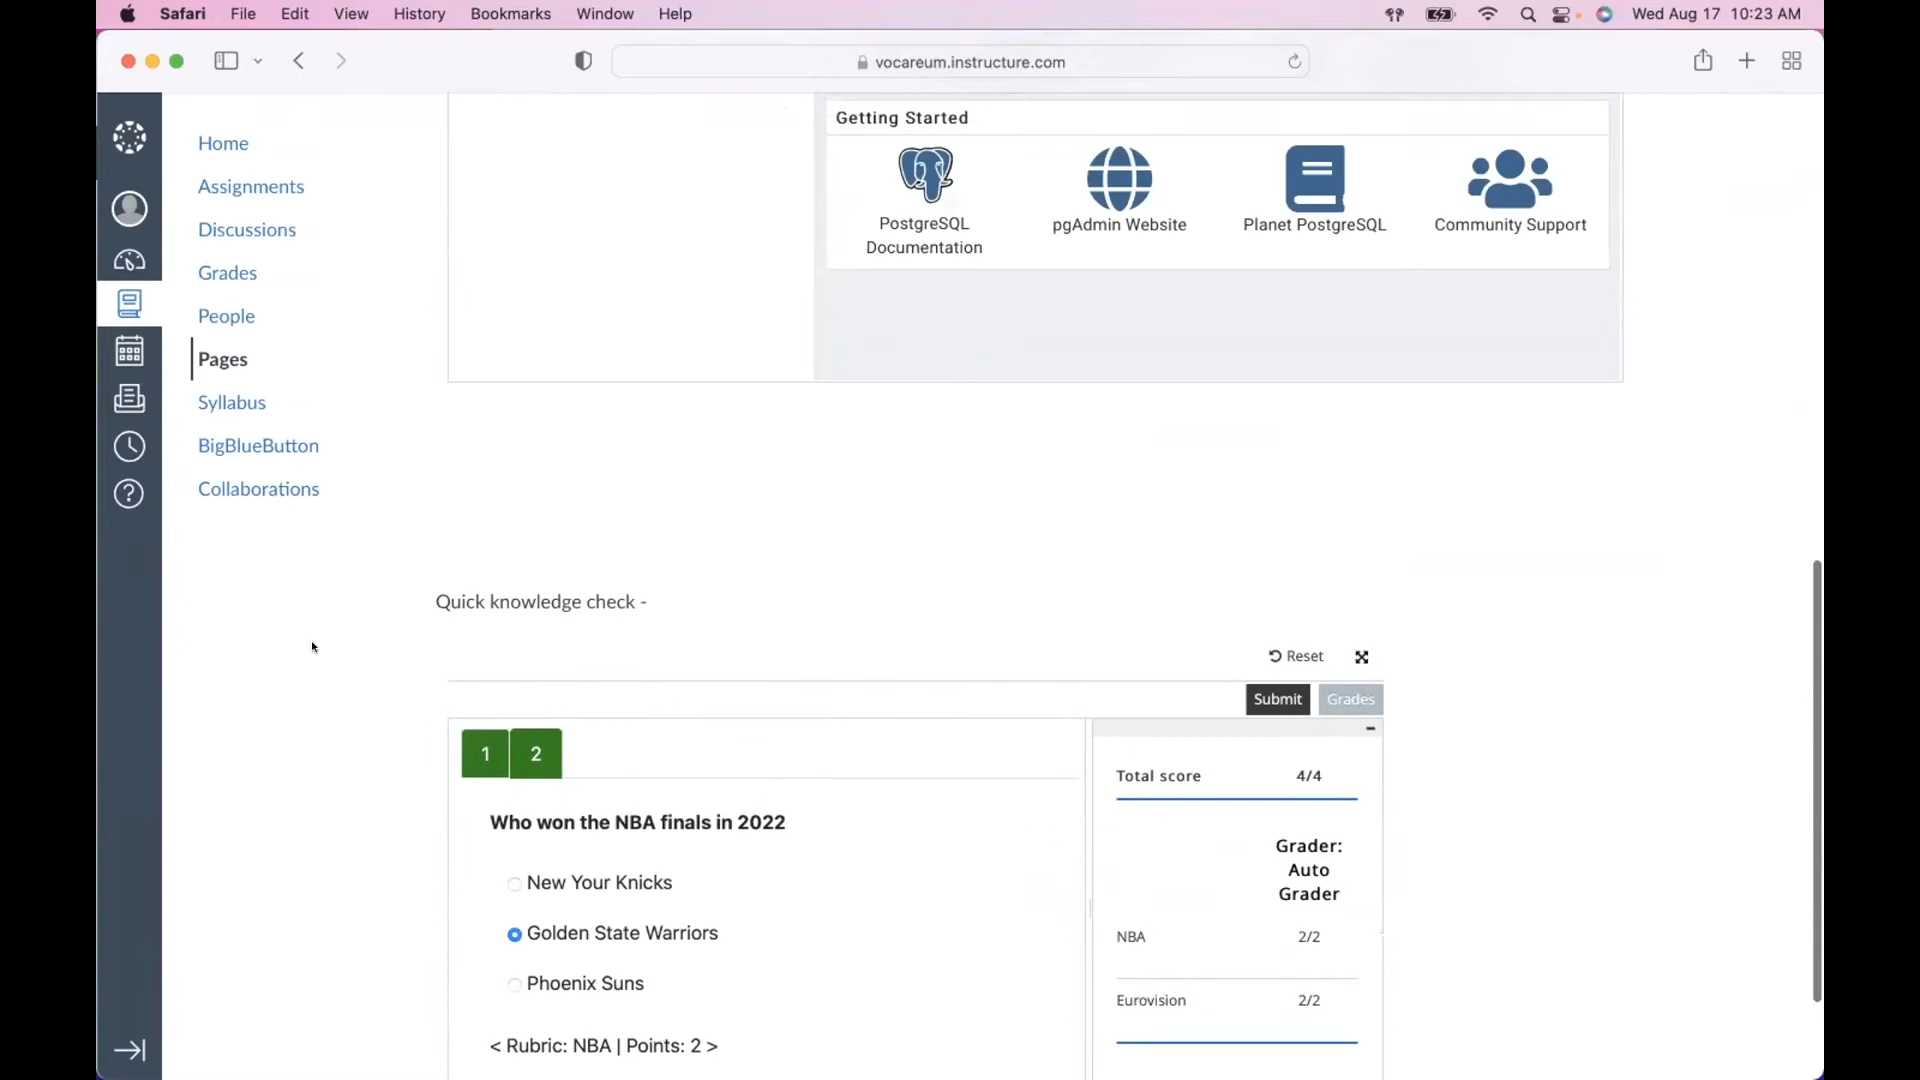 Safari File Edit View History Bookmarks Window Help Wed Aug 17 10:23 AM
vocareum.instructure.com
Home
Assignments
Discussions
Grades
People
Pages
Syllabus
BigBlueButton
Collaborations
Getting Started
PostgreSQL
Documentation
pgAdmin Website
Planet PostgreSQL
Community Support
Quick knowledge check -
Reset
Submit Grades
1 2
Who won the NBA finals in 2022
New Your Knicks
Golden State Warriors
Phoenix Suns
< Rubric: NBA | Points: 2 >
Total score 4/4
Grader:
Auto
Grader
NBA 2/2
Eurovision 2/2